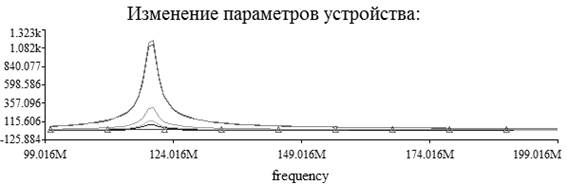 Изменение параметров устройства:
1.323k
1.082k
840.077
598.586
357.096
115.606
-125.884
99.016M 124.016M 149.016M 174.016M 199.016M
frequency